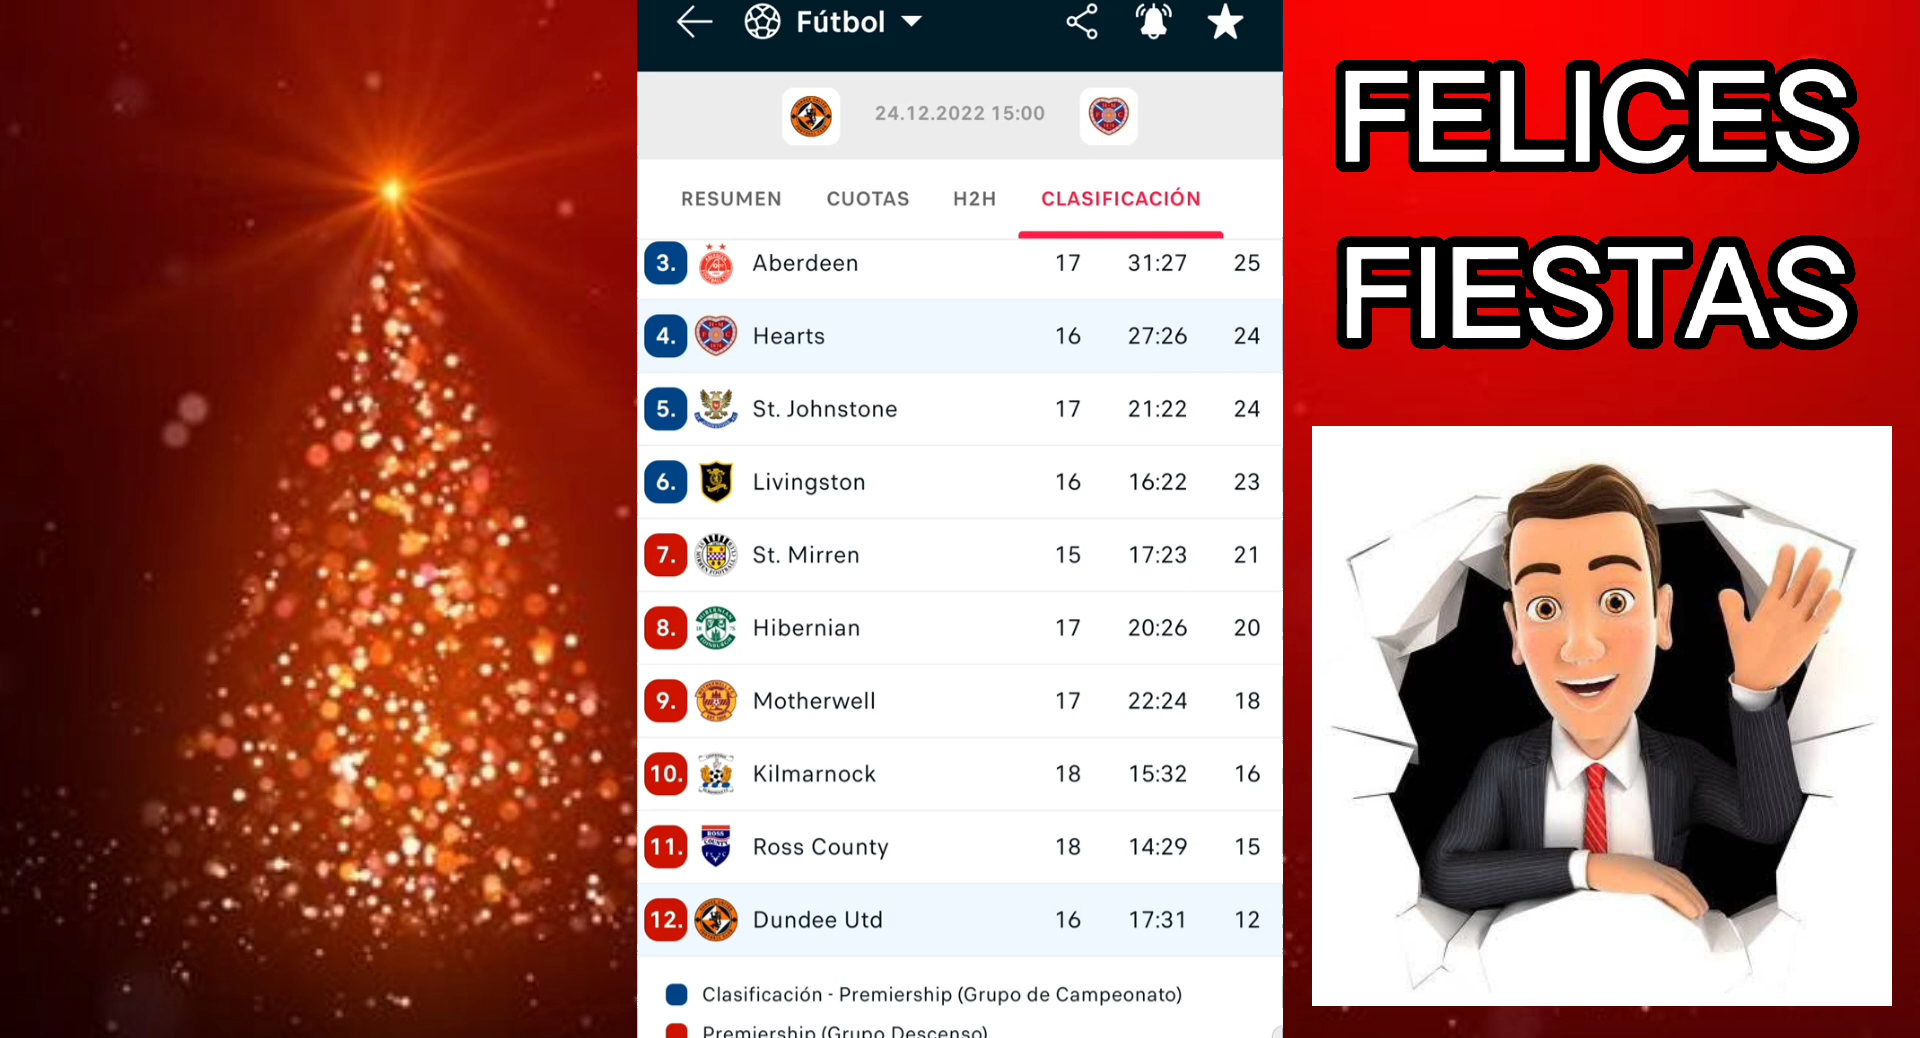 Fútbol
24.12.2022 15:00
RESUMEN CUOTAS H2H CLASIFICACIÓN
3. Aberdeen 17 31:27 25
4. Hearts 16 27:26 24
5. St. Johnstone 17 21:22 24
6. Livingston 16 16:22 23
7. St. Mirren 15 17:23 21
8. Hibernian 17 20:26 20
9. Motherwell 17 22:24 18
10. Kilmarnock 18 15:32 16
11. Ross County 18 14:29 15
12. Dundee Utd 16 17:31 12
Clasificación - Premiership (Grupo de Campeonato)
Premiership (Grupo Descenso)
FELICES
FIESTAS